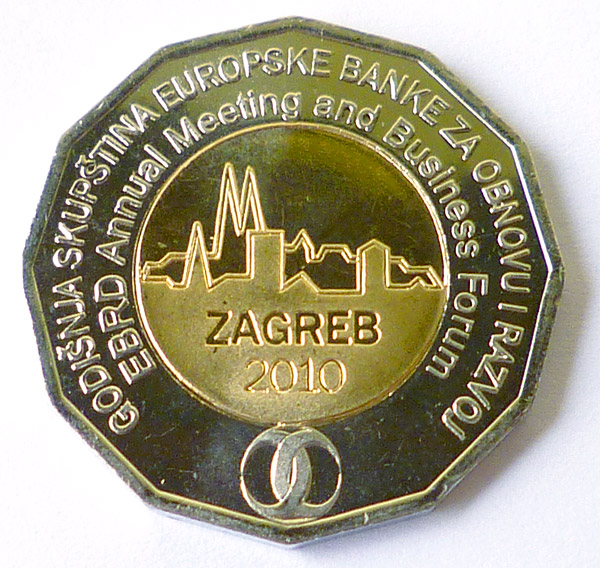 GODIŠNJA SKUPŠTINA EUROPSKE BANKE ZA OBNOVU I RAZVOJ
EBRD Annual Meeting and Business Forum
ZAGREB
2010